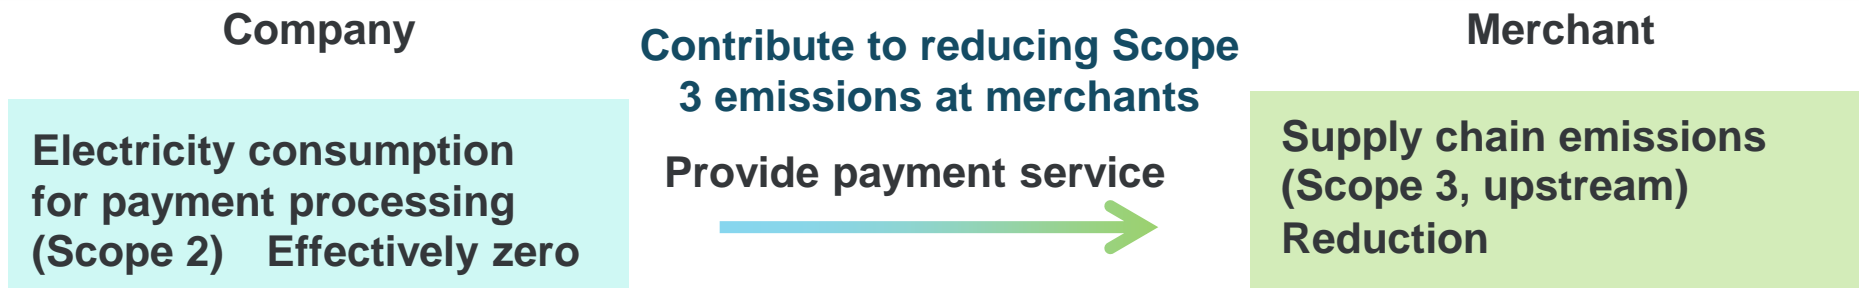 Company
Electricity consumption
for payment processing
(Scope 2) Effectively zero
Contribute to reducing Scope
3 emissions at merchants
Provide payment service
Merchant
Supply chain emissions
(Scope 3, upstream)
Reduction